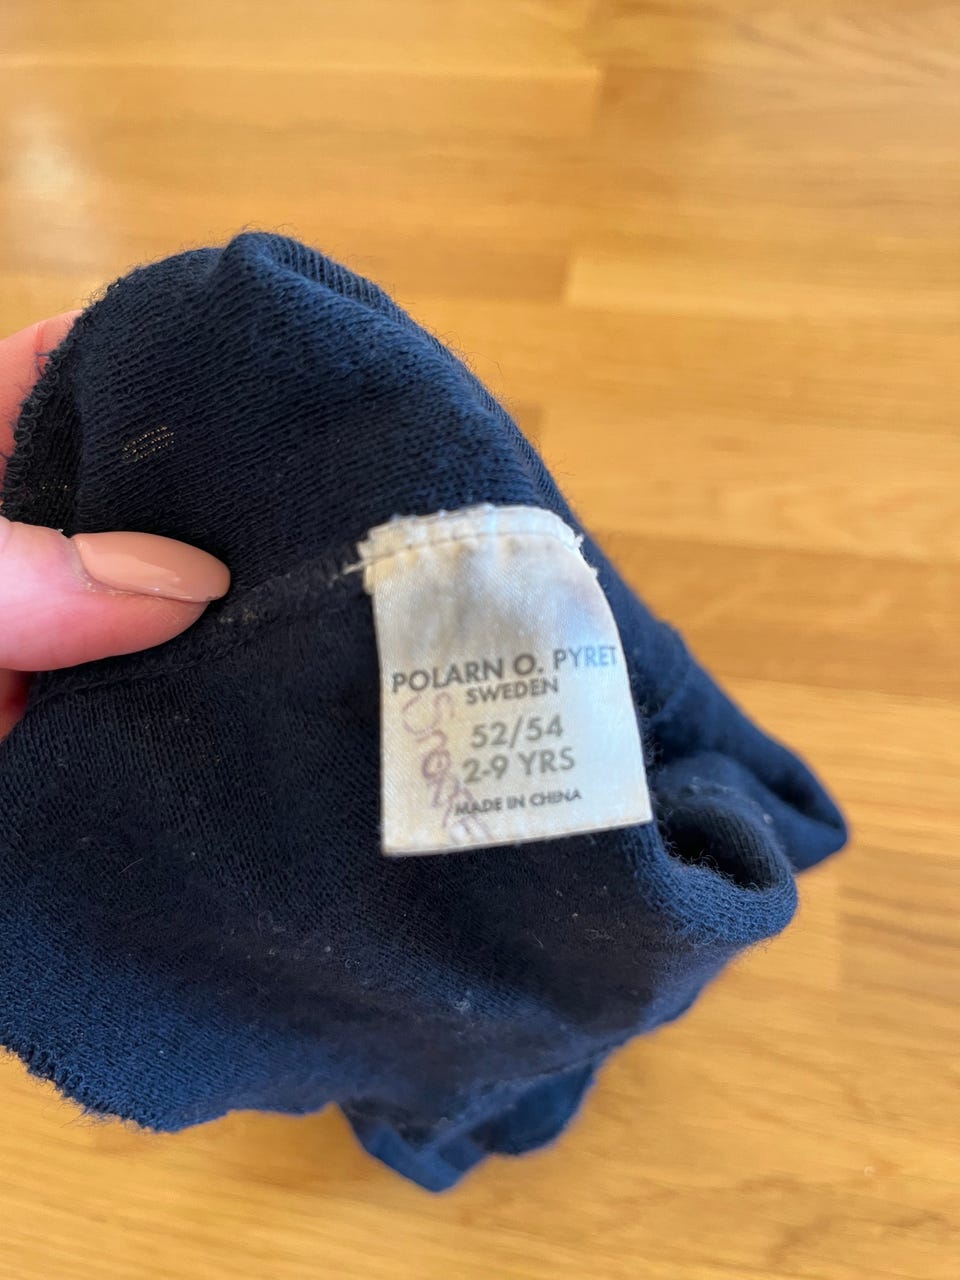 POLARN O. PYRET
SWEDEN
52/54
2-9 YRS
MADE IN CHINA